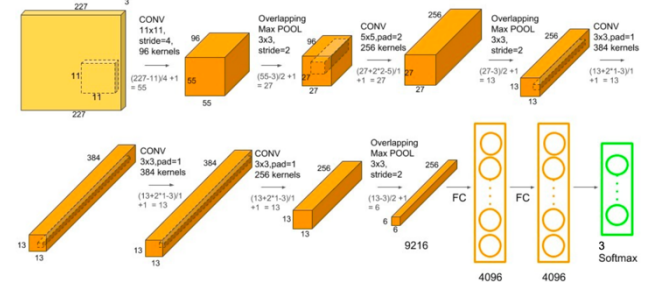 227
3
11
11
227
CONV
11x11,
stride=4,
96 kernels
(227-11)/4 +1
= 55
96
55
55
Overlapping
Max POOL
3x3,
stride=2
(55-3)/2 +1
= 27
96
27
27
CONV
5x5,pad=2
256 kernels
(27+2*2-5)/1
+1 = 27
256
27
27
Overlapping
Max POOL
3x3,
stride=2
(27-3)/2 +1
= 13
256
13
13
CONV
3x3,pad=1
384 kernels
(13+2*1-3)/1
+1 = 13
384
13
13
CONV
3x3,pad=1
384 kernels
(13+2*1-3)/1
+1 = 13
384
13
13
CONV
3x3,pad=1
256 kernels
(13+2*1-3)/1
+1 = 13
256
13
13
Overlapping
Max POOL
3x3,
stride=2
(13-3)/2 +1
= 6
256
6
6
9216
FC
4096
FC
4096
3
Softmax